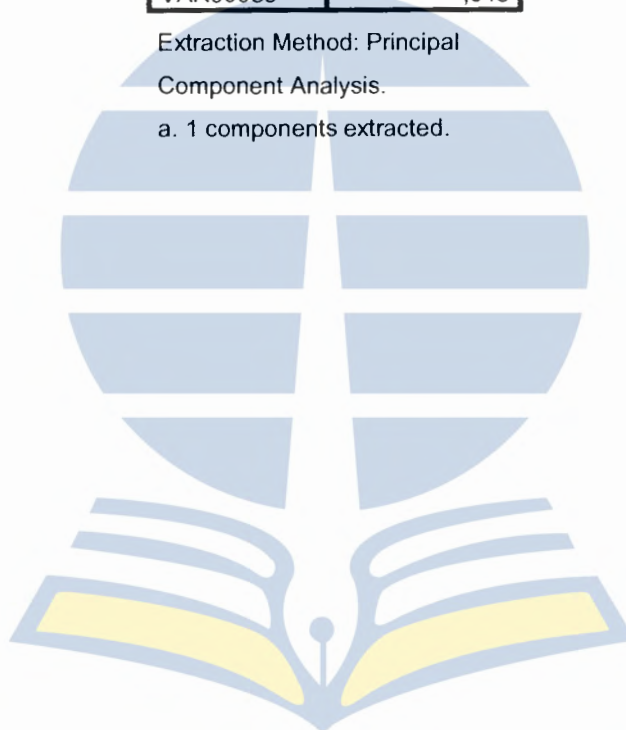 Extraction Method: Principal
Component Analysis.
a. 1 components extracted.